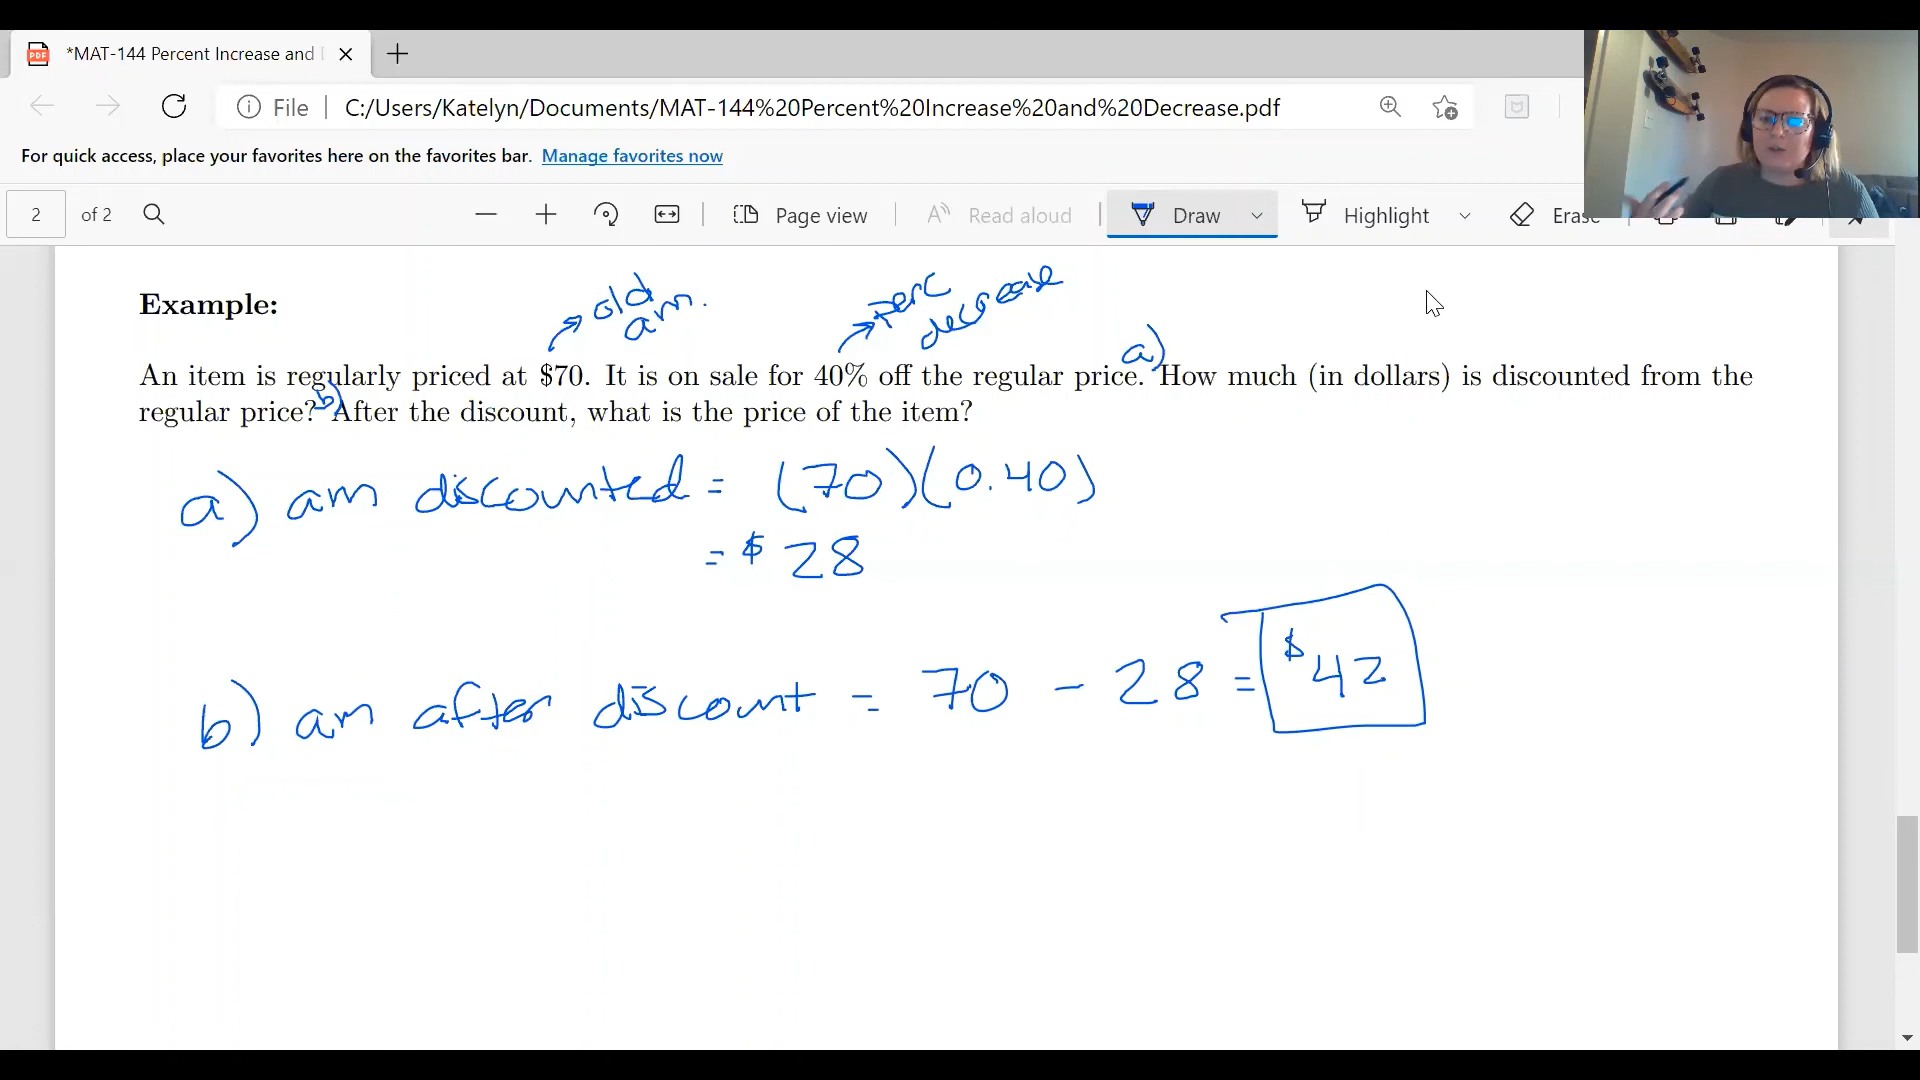 *MAT-144 Percent Increase and
File
C:/Users/Katelyn/Documents/MAT-144%20Percent%20Increase%20and%20Decrease.pdf
For quick access, place your favorites here on the favorites bar. Manage favorites now
2 of 2 Page view Read aloud Draw Highlight Erase
Example:
old am.
perc decrease
An item is regularly priced at $70. It is on sale for 40% off the regular price. a) How much (in dollars) is discounted from the
regular price? b) After the discount, what is the price of the item?
a) am discounted = (70)(0.40)
= $28
b) am after discount = 70 - 28 = $42